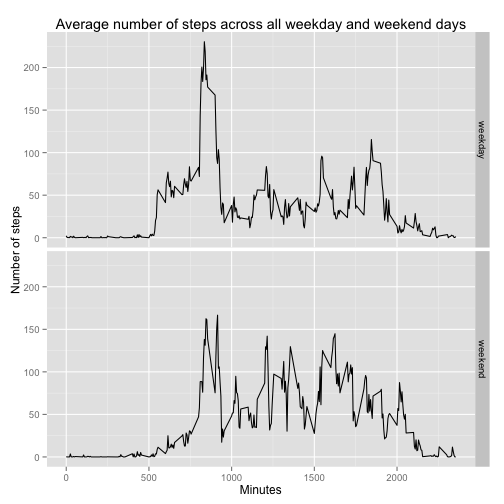 Average number of steps across all weekday and weekend days
Number of steps
200
150
100
50
0
weekday
200
150
100
50
0
weekend
0 500 1000 1500 2000
Minutes